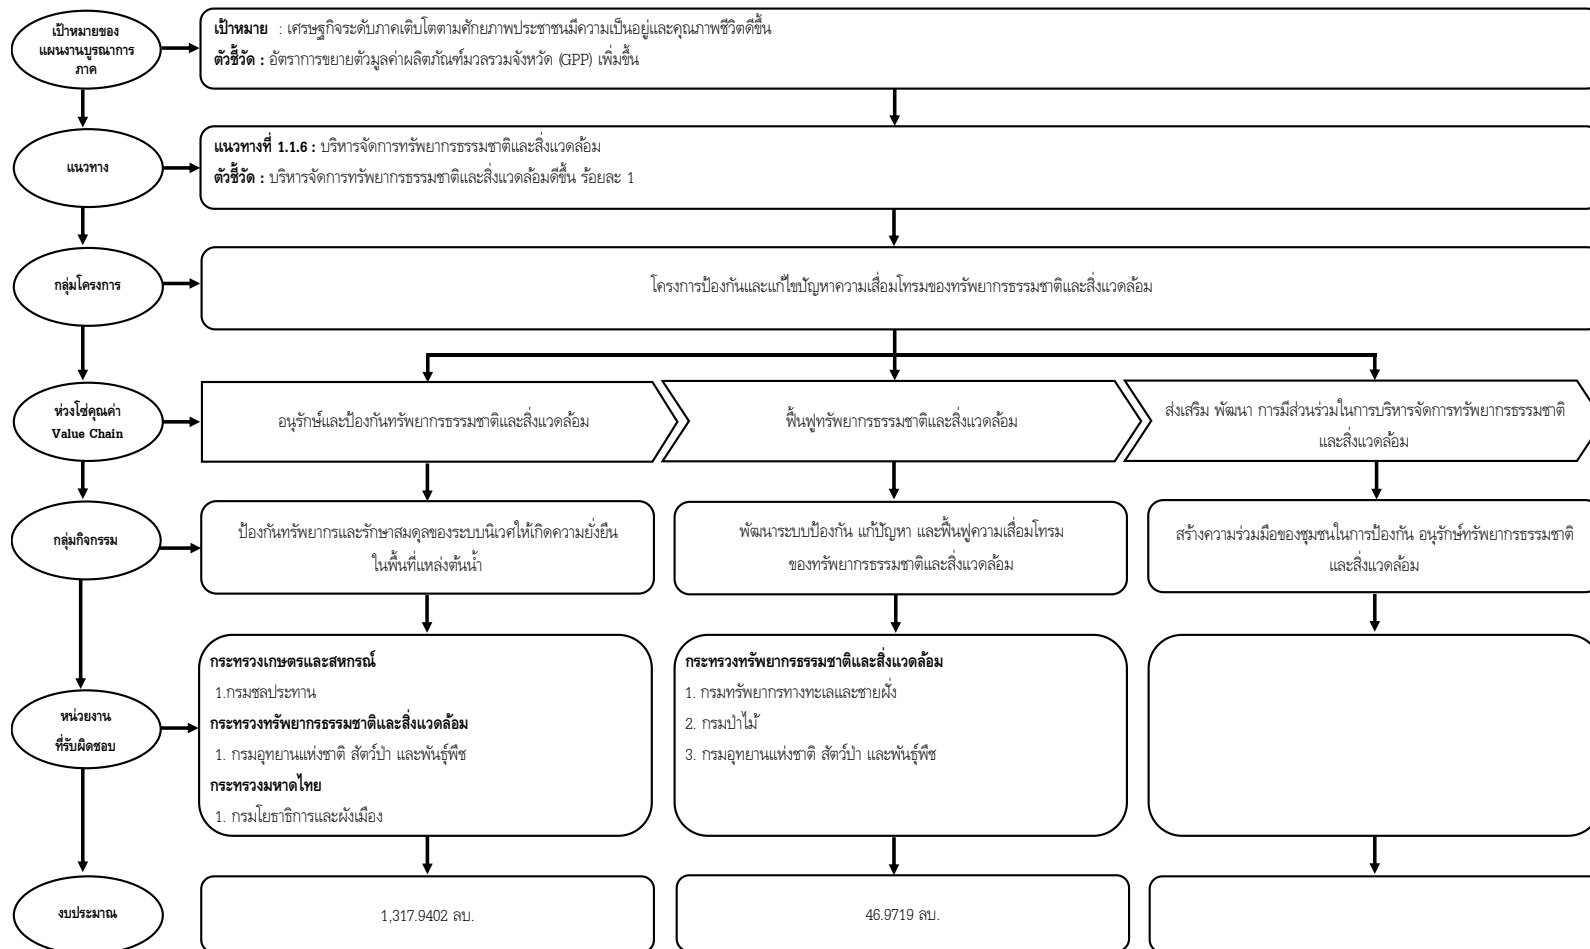 เป้าหมายของ
แผนงานบูรณาการ
ภาค
เป้าหมาย : เศรษฐกิจระดับภาคเติบโตตามศักยภาพประชาชนมีความเป็นอยู่และคุณภาพชีวิตดีขึ้น
ตัวชี้วัด : อัตราการขยายตัวมูลค่าผลิตภัณฑ์มวลรวมจังหวัด (GPP) เพิ่มขึ้น
แนวทาง
แนวทางที่ 1.1.6 : บริหารจัดการทรัพยากรธรรมชาติและสิ่งแวดล้อม
ตัวชี้วัด : บริหารจัดการทรัพยากรธรรมชาติและสิ่งแวดล้อมดีขึ้น ร้อยละ 1
กลุ่มโครงการ
โครงการป้องกันและแก้ไขปัญหาความเสื่อมโทรมของทรัพยากรธรรมชาติและสิ่งแวดล้อม
ห่วงโซ่คุณค่า
Value Chain
อนุรักษ์และป้องกันทรัพยากรธรรมชาติและสิ่งแวดล้อม
ฟื้นฟูทรัพยากรธรรมชาติและสิ่งแวดล้อม
ส่งเสริม พัฒนา การมีส่วนร่วมในการบริหารจัดการทรัพยากรธรรมชาติ
และสิ่งแวดล้อม
กลุ่มกิจกรรม
ป้องกันทรัพยากรและรักษาสมดุลของระบบนิเวศให้เกิดความยั่งยืน
ในพื้นที่แหล่งต้นน้ำ
พัฒนาระบบป้องกัน แก้ปัญหา และฟื้นฟูความเสื่อมโทรม
ของทรัพยากรธรรมชาติและสิ่งแวดล้อม
สร้างความร่วมมือของชุมชนในการป้องกัน อนุรักษ์ทรัพยากรธรรมชาติ
และสิ่งแวดล้อม
หน่วยงาน
ที่รับผิดชอบ
กระทรวงเกษตรและสหกรณ์
1.กรมชลประทาน
กระทรวงทรัพยากรธรรมชาติและสิ่งแวดล้อม
1. กรมอุทยานแห่งชาติ สัตว์ป่า และพันธุ์พืช
กระทรวงมหาดไทย
1. กรมโยธาธิการและผังเมือง
กระทรวงทรัพยากรธรรมชาติและสิ่งแวดล้อม
1. กรมทรัพยากรทางทะเลและชายฝั่ง
2. กรมป่าไม้
3. กรมอุทยานแห่งชาติ สัตว์ป่า และพันธุ์พืช
งบประมาณ
1,317.9402 ลบ.
46.9719 ลบ.